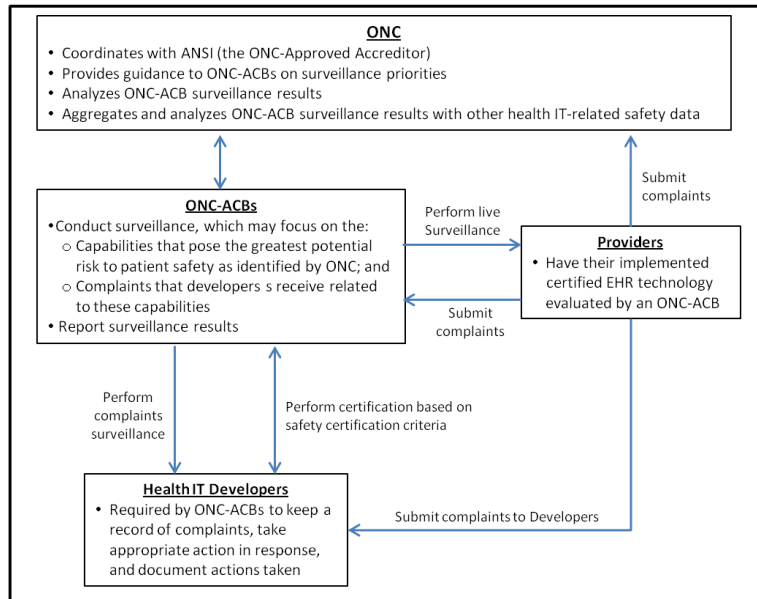 ONC
• Coordinates with ANSI (the ONC-Approved Accreditor)
• Provides guidance to ONC-ACBs on surveillance priorities
• Analyzes ONC-ACB surveillance results
• Aggregates and analyzes ONC-ACB surveillance results with other health IT-related safety data
Submit
complaints
ONC-ACBs
•Conduct surveillance, which may focus on the:
o Capabilities that pose the greatest potential
risk to patient safety as identified by ONC; and
o Complaints that developers s receive related
to these capabilities
• Report surveillance results
Perform live
Surveillance
Providers
• Have their implemented
certified EHR technology
evaluated by an ONC-ACB
Submit
complaints
Perform
complaints
surveillance
Perform certification based on
safety certification criteria
Health IT Developers
• Required by ONC-ACBs to keep a
record of complaints, take
appropriate action in response,
and document actions taken
Submit complaints to Developers